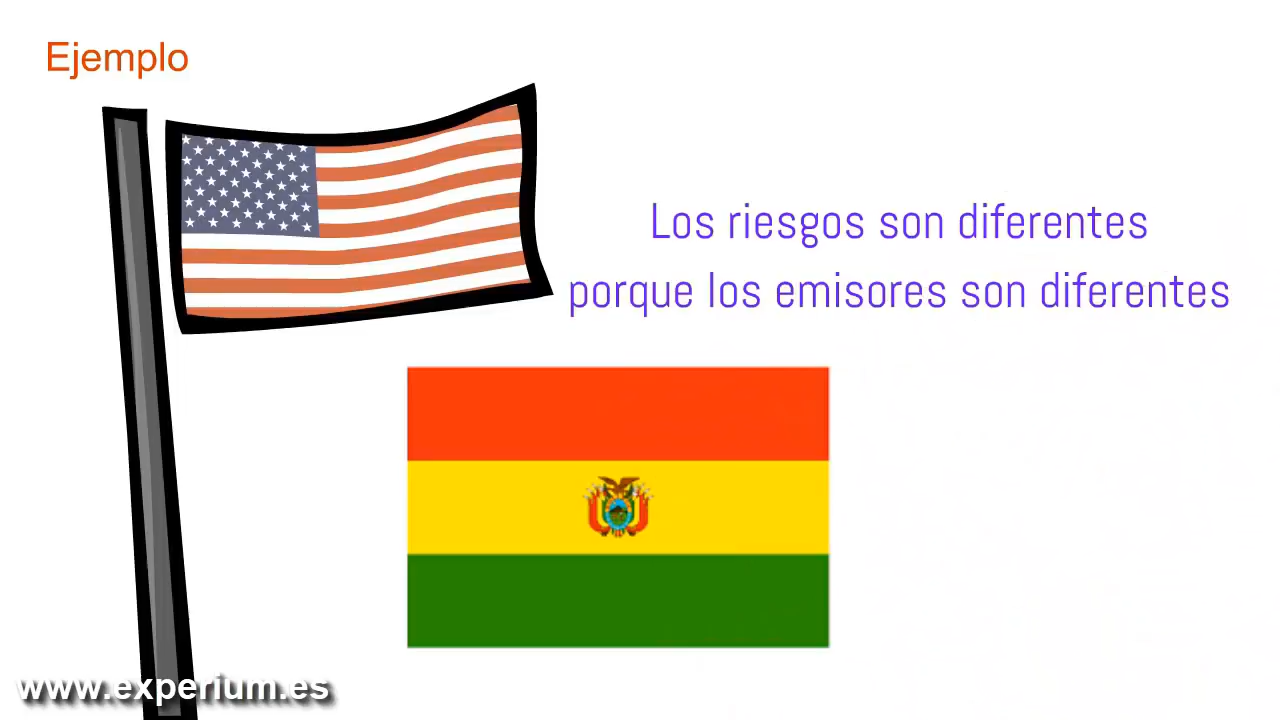 Ejemplo
Los riesgos son diferentes
porque los emisores son diferentes
www.experium.es